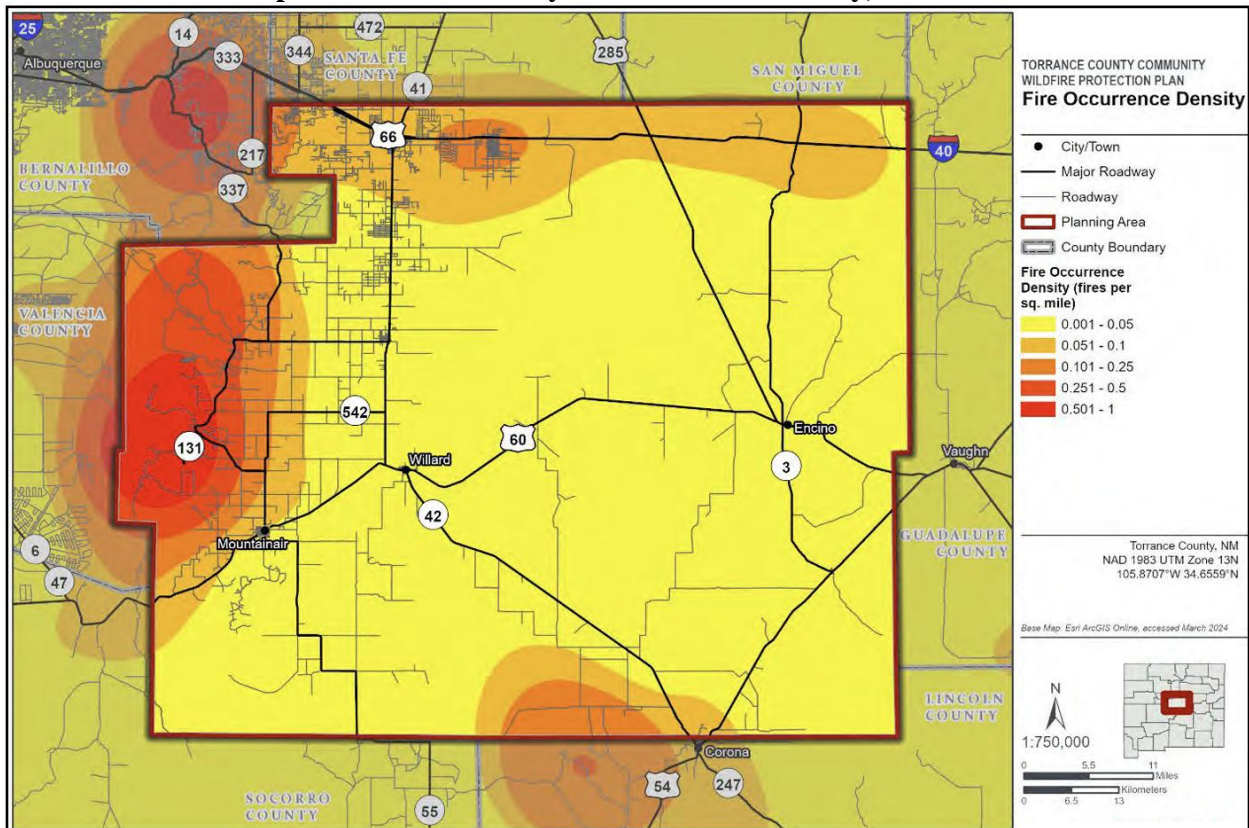 25
14
333
344
472
285
Albuquerque
SANTA FE
COUNTY
41
SAN MIGUEL
COUNTY
66
40
217
BERNALILLO
COUNTY
337
VALENCIA
COUNTY
542
131
60
Encino
Willard
3
Vaughn
42
Mountainair
GUADALUPE
COUNTY
6
47
LINCOLN
COUNTY
Corona
SOCORRO
COUNTY
55
54
247
TORRANCE COUNTY COMMUNITY
WILDFIRE PROTECTION PLAN
Fire Occurrence Density
City/Town
Major Roadway
Roadway
Planning Area
County Boundary
Fire Occurrence
Density (fires per
sq. mile)
0.001 - 0.05
0.051 - 0.1
0.101 - 0.25
0.251 - 0.5
0.501 - 1
Torrance County, NM
NAD 1983 UTM Zone 13N
105.8707°W 34.6559°N
Base Map: Esri ArcGIS Online, accessed March 2024
N
1:750,000
0 5.5 11
Miles
Kilometers
0 6.5 13